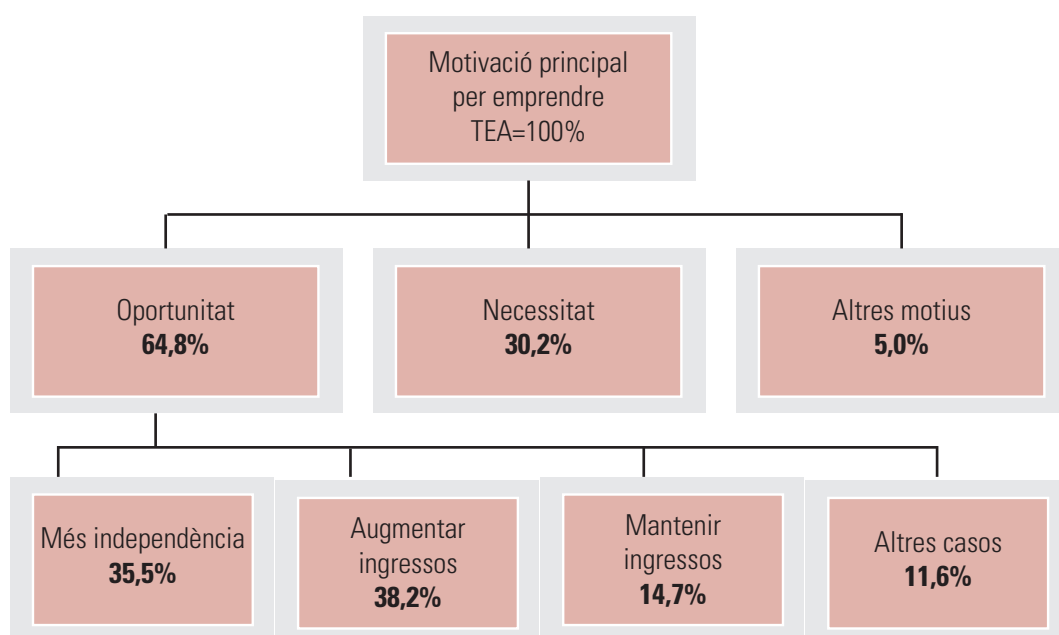 Motivació principal
per emprendre
TEA=100%
Oportunitat
64,8%
Necessitat
30,2%
Altres motius
5,0%
Més independència
35,5%
Augmentar
ingressos
38,2%
Mantenir
ingressos
14,7%
Altres casos
11,6%